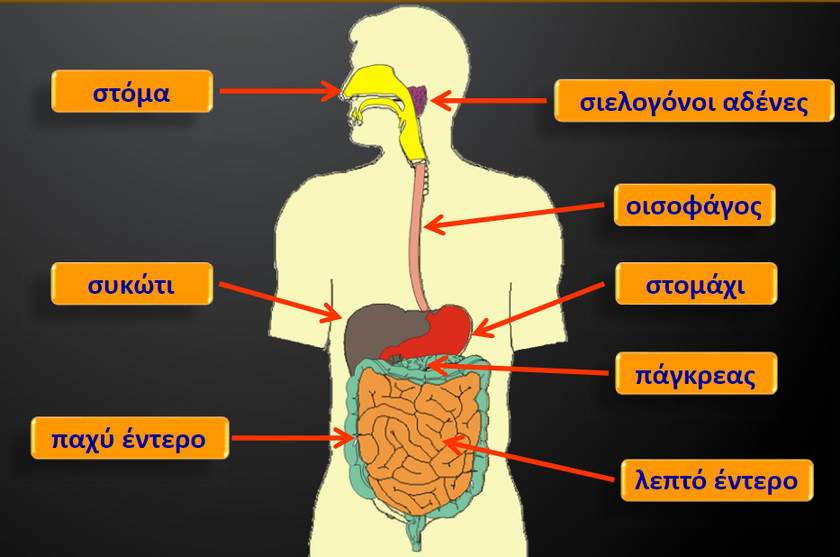 στόμα
σιελογόνοι αδένες
οισοφάγος
συκώτι
στομάχι
πάγκρεας
παχύ έντερο
λεπτό έντερο